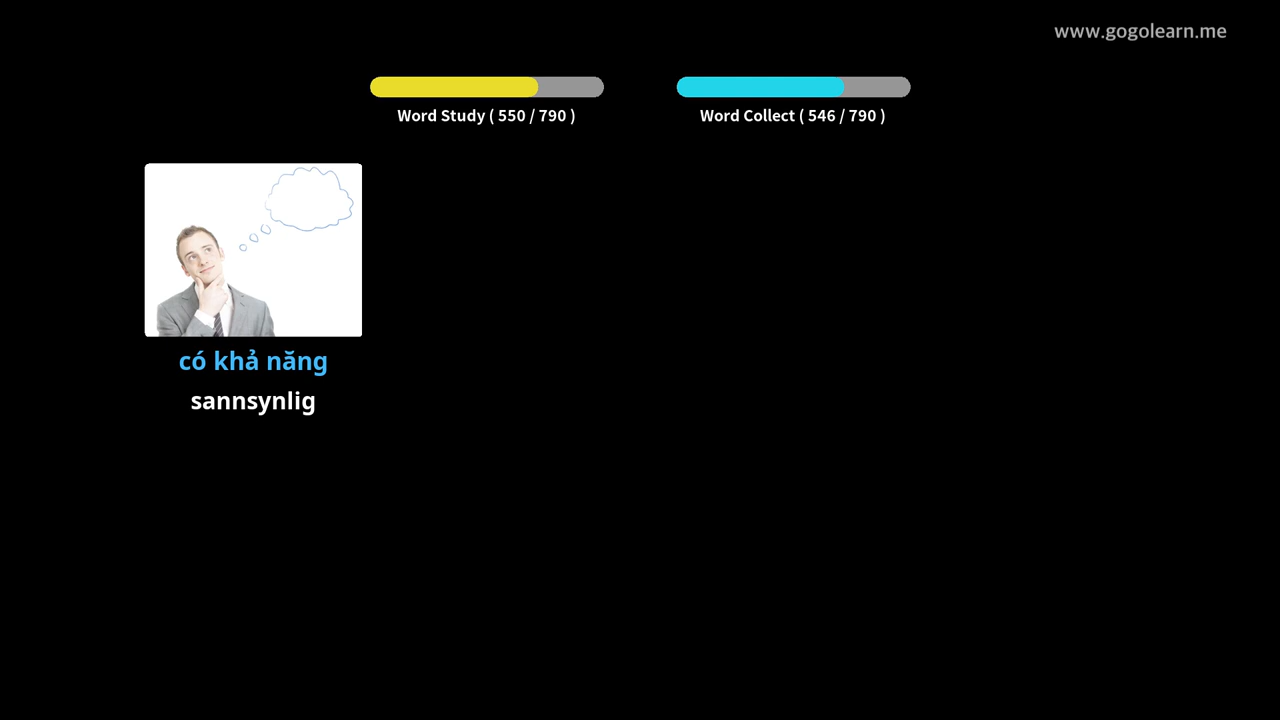 www.gogolearn.me
Word Study ( 550 / 790 )
Word Collect ( 546 / 790 )
có khả năng
sannsynlig